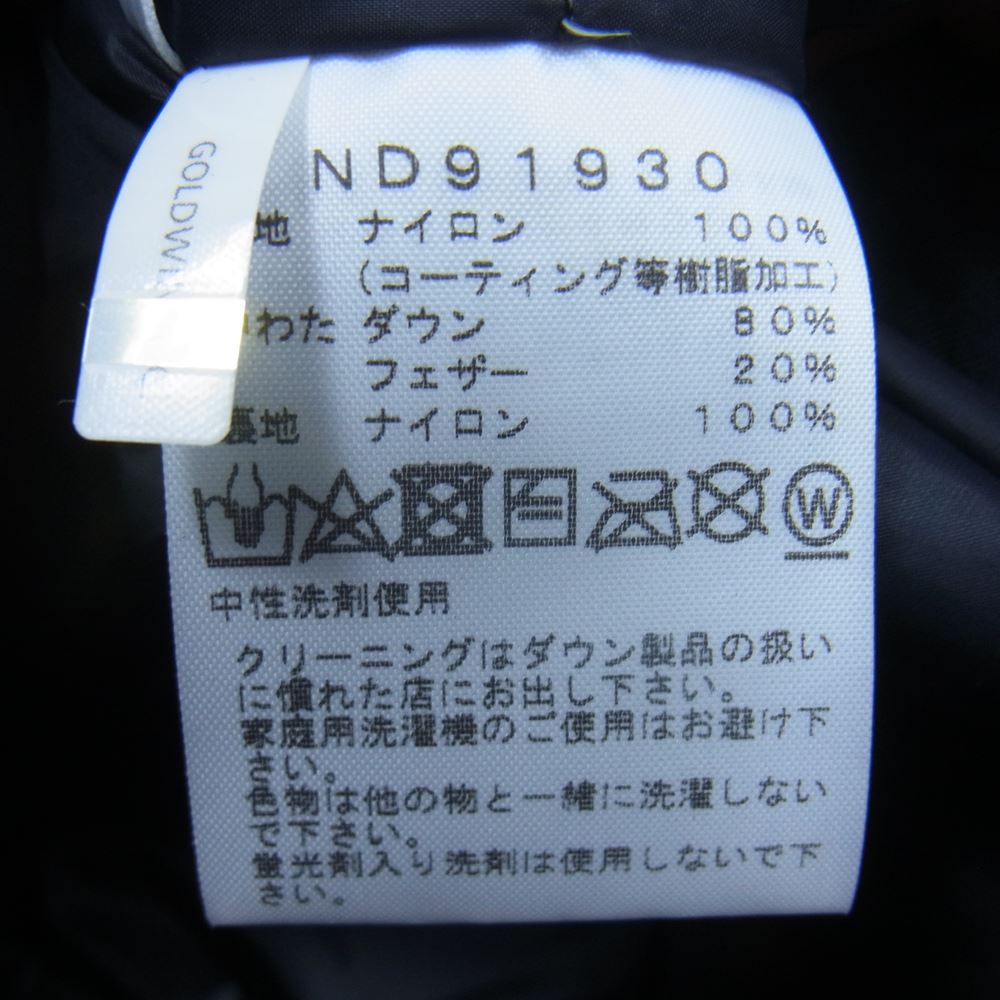 GOLDW
ND91930
地 ナイロン 100%
(コーティング等樹脂加工)
わた ダウン 80%
フェザー 20%
裏地 ナイロン 100%
W
中性洗剤使用
クリーニングはダウン製品の扱い
に慣れた店にお出し下さい。
家庭用洗濯機のご使用はお避け下
さい。
色物は他の物と一緒に洗濯しない
で下さい。
蛍光剤入り洗剤は使用しないで下
さい。